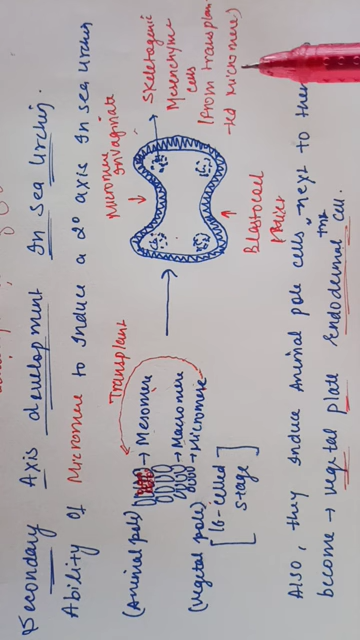 Secondary Axis development In Sea Urchin.
Ability of Micromere to Induce a 2° axis In sea Urchin
Transplant
(Animal pole) → Mesomere
→ Macromere
(Vegetal pole) → Micromere
[16-celled
stage]
Micromere
Invaginate
Skeletogenic
Mesenchyme
cells
(from transplan
-ted micromere)
Blastocoel
Also, they Induce Animal pole cells next to them
become → vegetal plate endodermal cell.